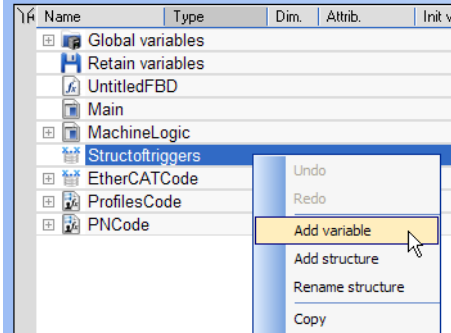 Name Type Dim. Attrib. Init v
Global variables
Retain variables
UntitledFBD
Main
MachineLogic
Structoftriggers
EtherCATCode
ProfilesCode
PNCode
Undo
Redo
Add variable
Add structure
Rename structure
Copy